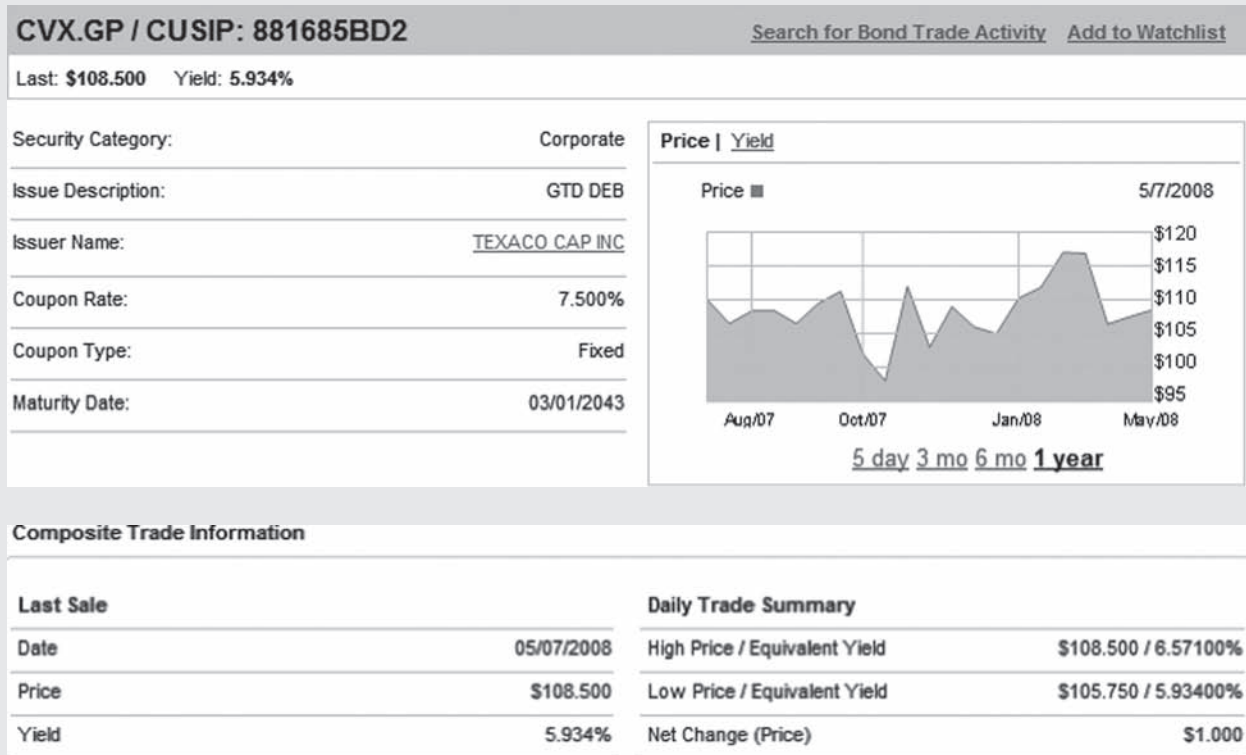 CVX.GP / CUSIP: 881685BD2
Search for Bond Trade Activity Add to Watchlist
Last: $108.500 Yield: 5.934%
Security Category: Corporate
Issue Description: GTD DEB
Issuer Name: TEXACO CAP INC
Coupon Rate: 7.500%
Coupon Type: Fixed
Maturity Date: 03/01/2043
Price | Yield
Price 5/7/2008
$120
$115
$110
$105
$100
$95
Aug/07 Oct/07 Jan/08 May/08
5 day 3 mo 6 mo 1 year
Composite Trade Information
Last Sale
Date 05/07/2008
Price $108.500
Yield 5.934%
Daily Trade Summary
High Price / Equivalent Yield $108.500 / 6.57100%
Low Price / Equivalent Yield $105.750 / 5.93400%
Net Change (Price) $1.000